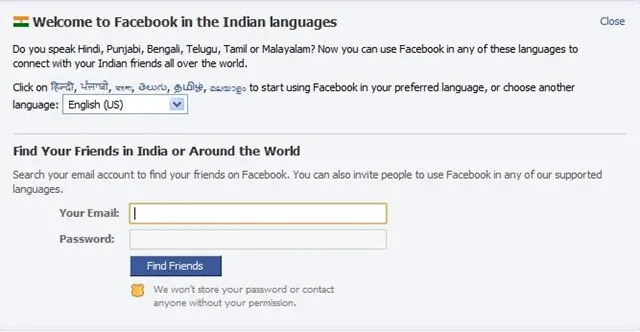 Welcome to Facebook in the Indian languages
Close
Do you speak Hindi, Punjabi, Bengali, Telugu, Tamil or Malayalam? Now you can use Facebook in any of these languages to
connect with your Indian friends all over the world.
Click on हिन्दी, ਪੰਜਾਬੀ, বাংলা, తెలుగు, தமிழ், മലയാളം to start using Facebook in your preferred language, or choose another
language: English (US)
Find Your Friends in India or Around the World
Search your email account to find your friends on Facebook. You can also invite people to use Facebook in any of our supported
languages.
Your Email:
Password:
Find Friends
We won't store your password or contact
anyone without your permission.